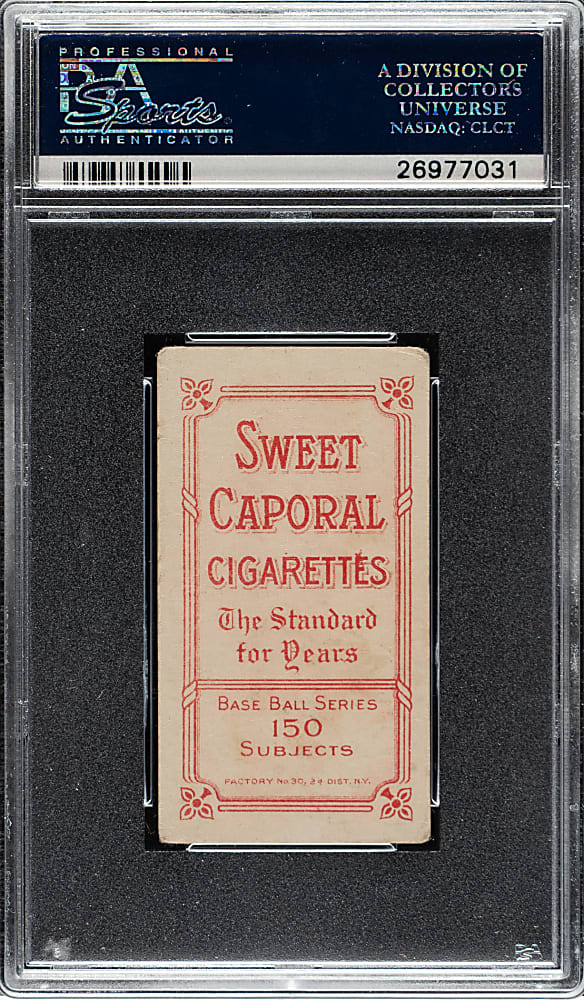 PROFESSIONAL
PSA
Sports
AUTHENTICATOR
A DIVISION OF
COLLECTORS
UNIVERSE
NASDAQ: CLCT
26977031
SWEET
CAPORAL
CIGARETTES
The Standard
for Years
BASE BALL SERIES
150
SUBJECTS
FACTORY No. 30, 2d DIST. N.Y.
PSA